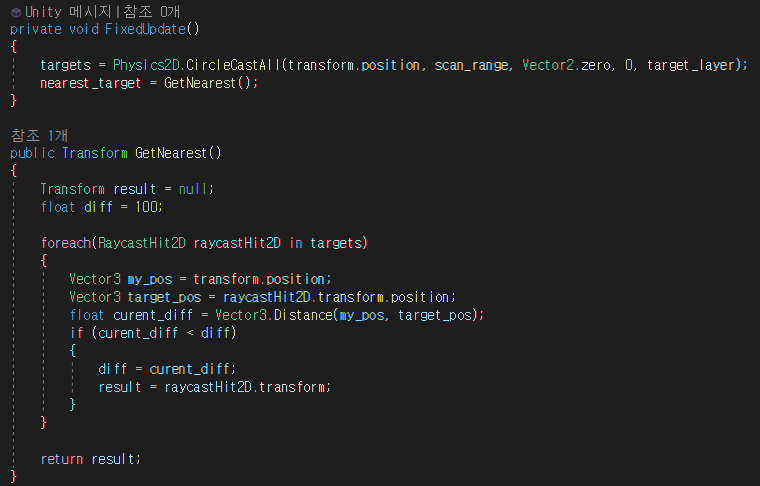 Unity 메시지 | 참조 0개
private void FixedUpdate()
{
targets = Physics2D.CircleCastAll(transform.position, scan_range, Vector2.zero, 0, target_layer);
nearest_target = GetNearest();
}
참조 1개
public Transform GetNearest()
{
Transform result = null;
float diff = 100;
foreach(RaycastHit2D raycastHit2D in targets)
{
Vector3 my_pos = transform.position;
Vector3 target_pos = raycastHit2D.transform.position;
float curent_diff = Vector3.Distance(my_pos, target_pos);
if (curent_diff < diff)
{
diff = curent_diff;
result = raycastHit2D.transform;
}
}
return result;
}